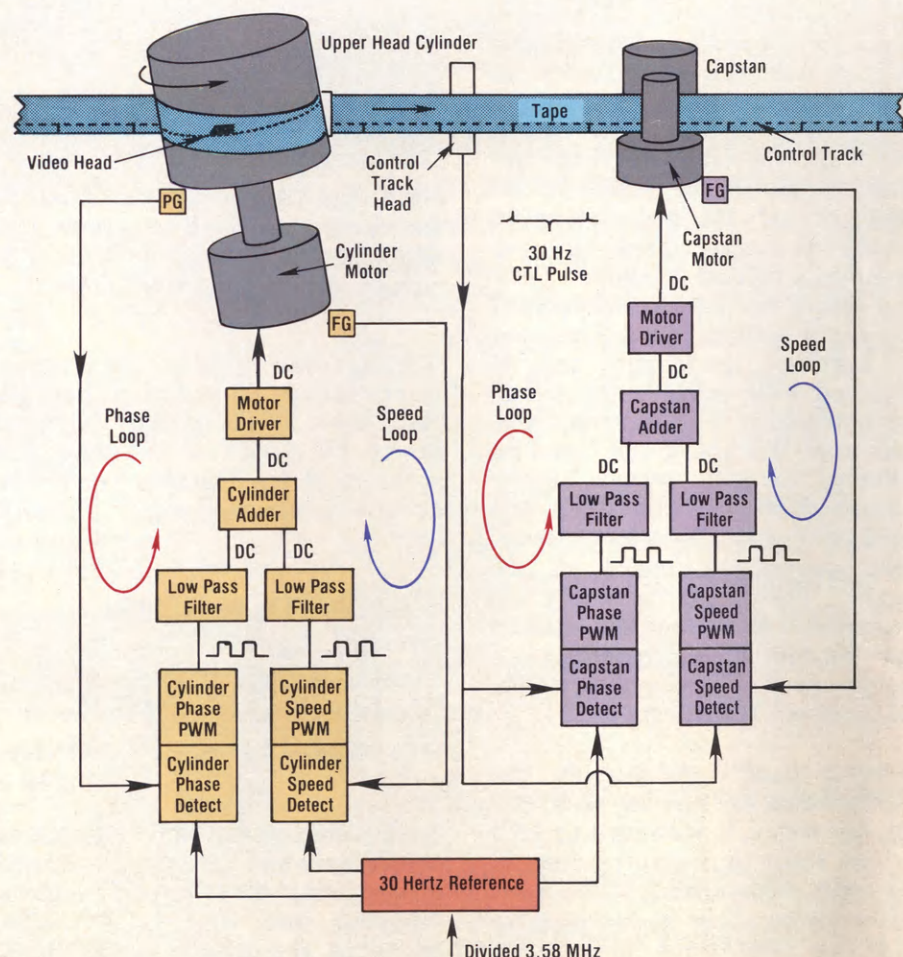 Upper Head Cylinder
Capstan
Tape
Video Head
Control
Track
Head
Control Track
PG
FG
30 Hz
CTL Pulse
Capstan
Motor
Cylinder
Motor
FG
DC
DC
Motor
Driver
Motor
Driver
DC
DC
Phase
Loop
Speed
Loop
Phase
Loop
Speed
Loop
Capstan
Adder
Cylinder
Adder
DC
DC
Low Pass
Filter
Low Pass
Filter
DC
DC
Low Pass
Filter
Low Pass
Filter
Capstan
Phase
PWM
Capstan
Speed
PWM
Capstan
Phase
Detect
Capstan
Speed
Detect
Cylinder
Phase
PWM
Cylinder
Speed
PWM
Cylinder
Phase
Detect
Cylinder
Speed
Detect
30 Hertz Reference
Divided 3.58 MHz